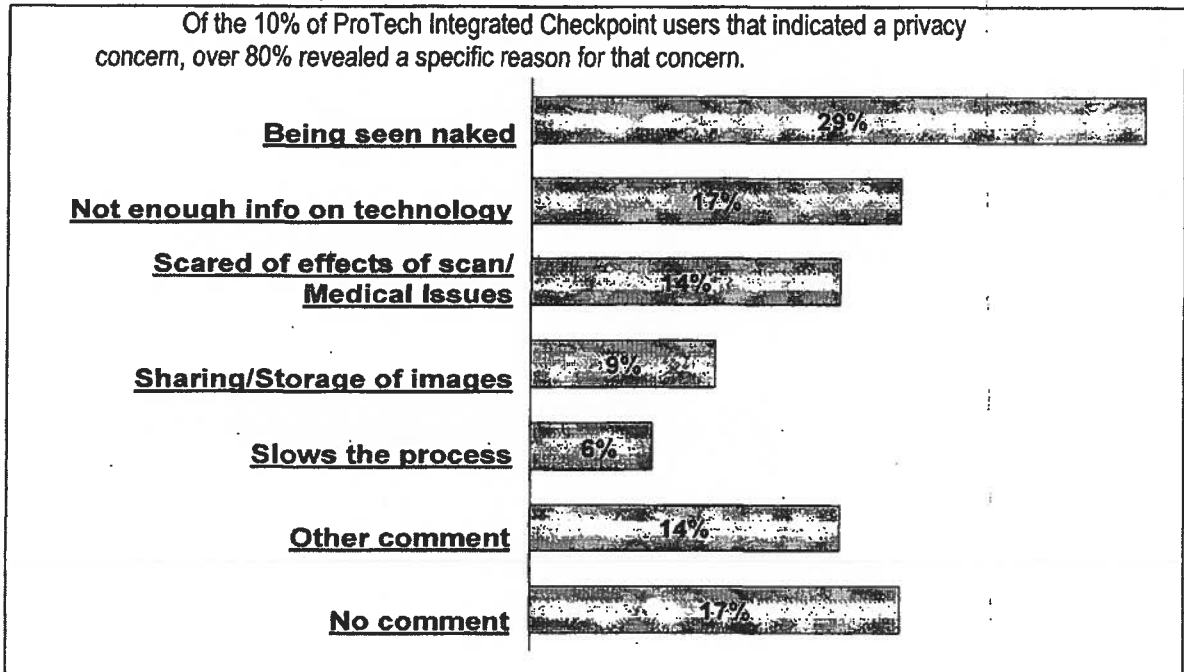 Of the 10% of ProTech Integrated Checkpoint users that indicated a privacy
concern, over 80% revealed a specific reason for that concern.
Being seen naked 29%
Not enough info on technology 17%
Scared of effects of scan/
Medical Issues 14%
Sharing/Storage of images 9%
Slows the process 6%
Other comment 14%
No comment 17%